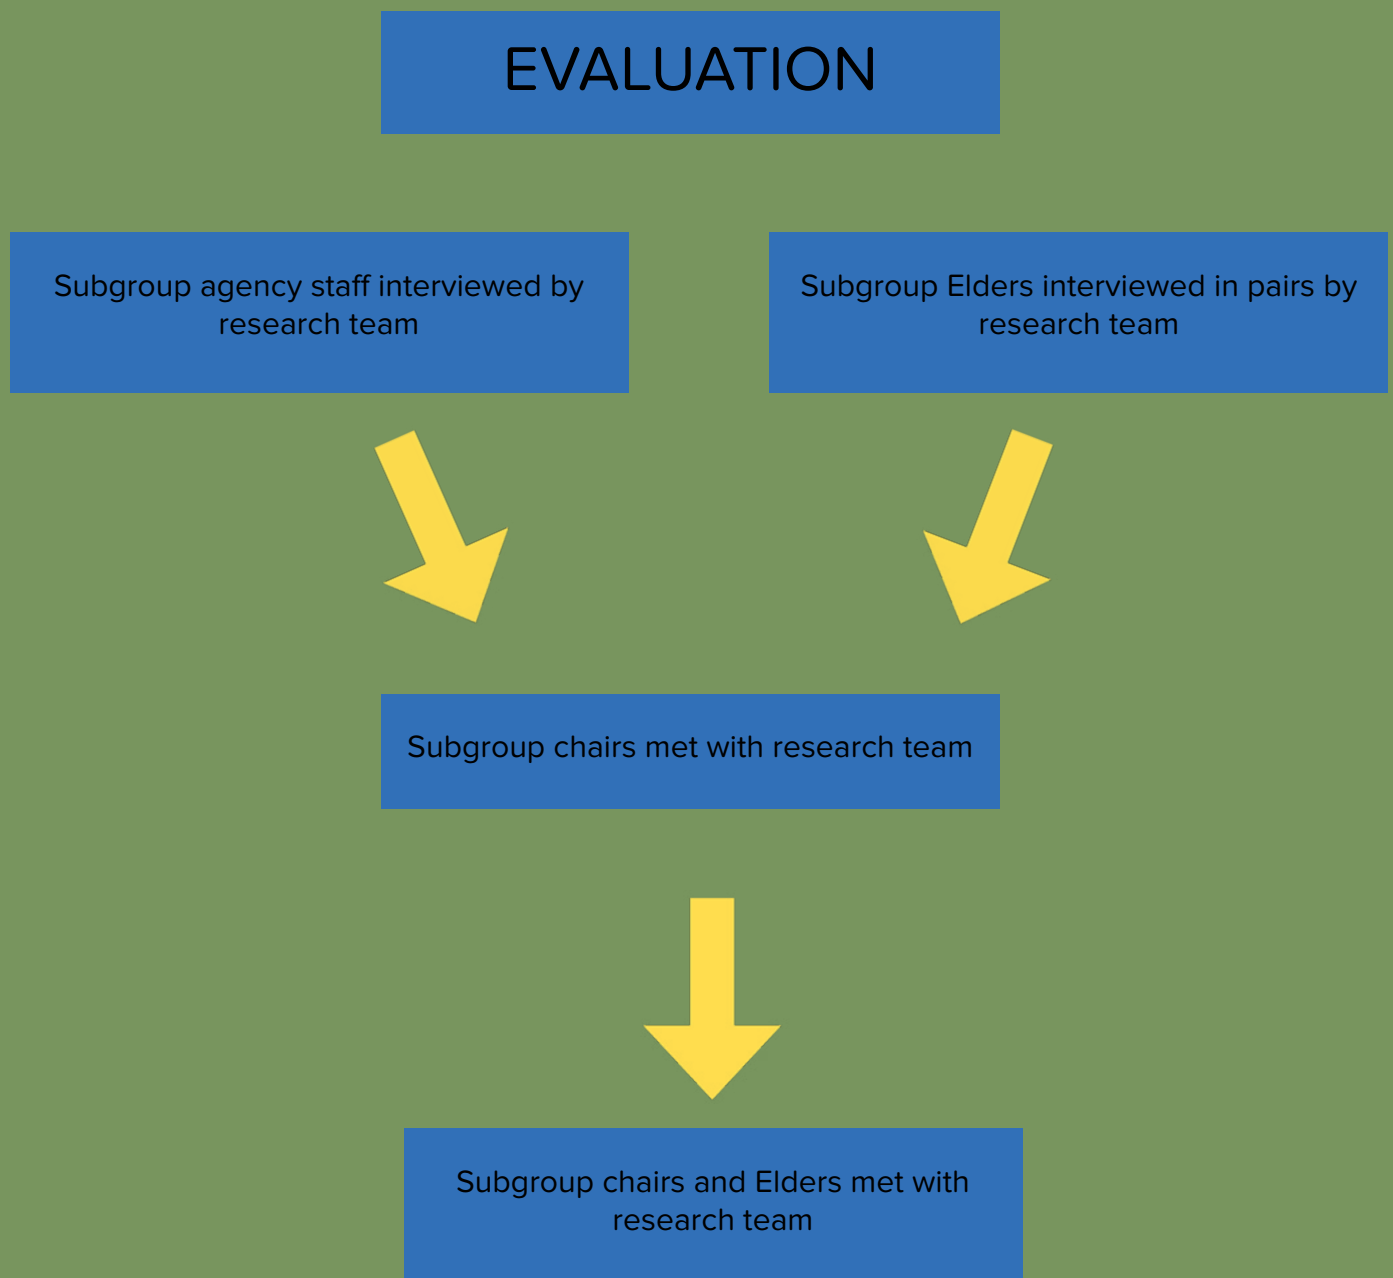 EVALUATION
Subgroup agency staff interviewed by
research team
Subgroup Elders interviewed in pairs by
research team
Subgroup chairs met with research team
Subgroup chairs and Elders met with
research team